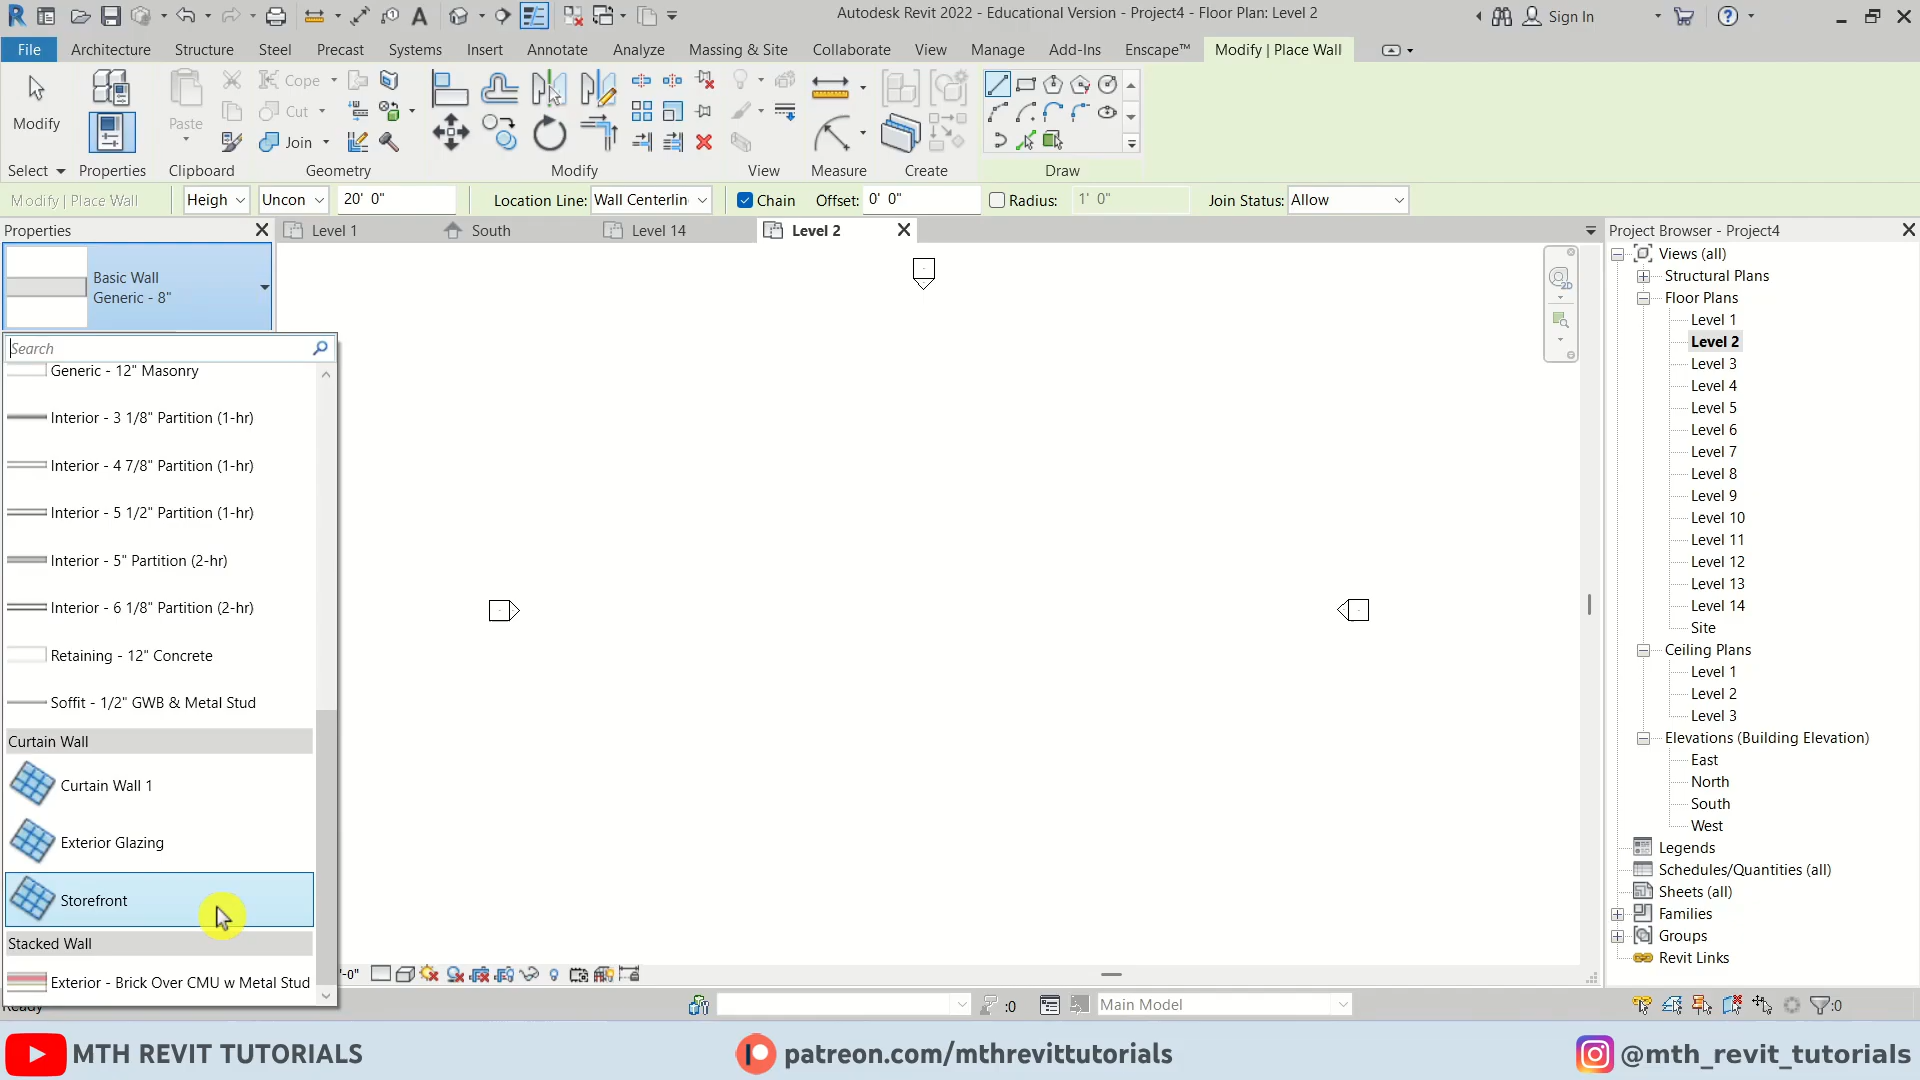 Autodesk Revit 2022 - Educational Version - Project4 - Floor Plan: Level 2
Sign In
File Architecture Structure Steel Precast Systems Insert Annotate Analyze Massing & Site Collaborate View Manage Add-Ins Enscape™ Modify | Place Wall
Modify Paste Cope Cut Join
Select Properties Clipboard Geometry Modify View Measure Create Draw
Modify | Place Wall Heigh Uncon 20' 0" Location Line: Wall Centerlin Chain Offset: 0' 0" Radius: 1' 0" Join Status: Allow
Properties
Level 1 South Level 14 Level 2
Project Browser - Project4
Basic Wall
Generic - 8"
Search
Generic - 12" Masonry
Interior - 3 1/8" Partition (1-hr)
Interior - 4 7/8" Partition (1-hr)
Interior - 5 1/2" Partition (1-hr)
Interior - 5" Partition (2-hr)
Interior - 6 1/8" Partition (2-hr)
Retaining - 12" Concrete
Soffit - 1/2" GWB & Metal Stud
Curtain Wall
Curtain Wall 1
Exterior Glazing
Storefront
Stacked Wall
Exterior - Brick Over CMU w Metal Stud
2D
Views (all)
Structural Plans
Floor Plans
Level 1
Level 2
Level 3
Level 4
Level 5
Level 6
Level 7
Level 8
Level 9
Level 10
Level 11
Level 12
Level 13
Level 14
Site
Ceiling Plans
Level 1
Level 2
Level 3
Elevations (Building Elevation)
East
North
South
West
Legends
Schedules/Quantities (all)
Sheets (all)
Families
Groups
Revit Links
'-0"
Ready :0 Main Model :0
MTH REVIT TUTORIALS
patreon.com/mthrevittutorials
@mth_revit_tutorials